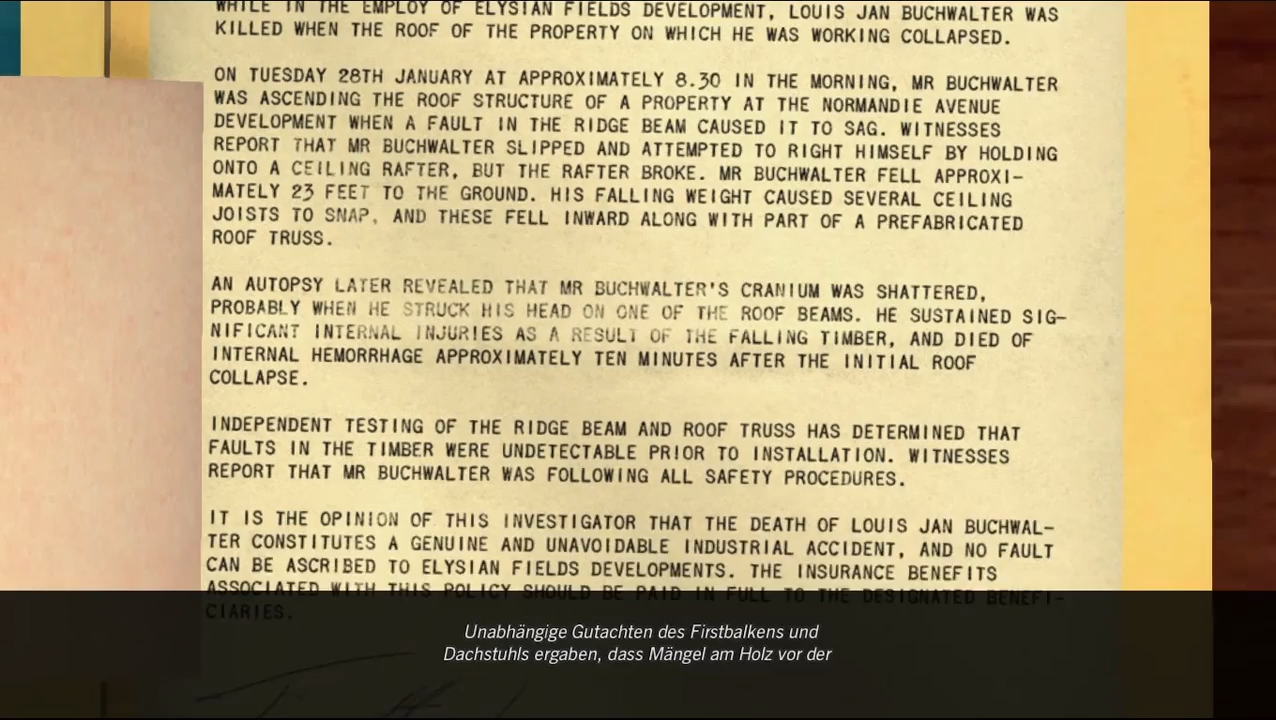 WHILE IN THE EMPLOY OF ELYSIAN FIELDS DEVELOPMENT, LOUIS JAN BUCHWALTER WAS
KILLED WHEN THE ROOF OF THE PROPERTY ON WHICH HE WAS WORKING COLLAPSED.
ON TUESDAY 28TH JANUARY AT APPROXIMATELY 8.30 IN THE MORNING, MR BUCHWALTER
WAS ASCENDING THE ROOF STRUCTURE OF A PROPERTY AT THE NORMANDIE AVENUE
DEVELOPMENT WHEN A FAULT IN THE RIDGE BEAM CAUSED IT TO SAG. WITNESSES
REPORT THAT MR BUCHWALTER SLIPPED AND ATTEMPTED TO RIGHT HIMSELF BY HOLDING
ONTO A CEILING RAFTER, BUT THE RAFTER BROKE. MR BUCHWALTER FELL APPROXI-
MATELY 23 FEET TO THE GROUND. HIS FALLING WEIGHT CAUSED SEVERAL CEILING
JOISTS TO SNAP, AND THESE FELL INWARD ALONG WITH PART OF A PREFABRICATED
ROOF TRUSS.
AN AUTOPSY LATER REVEALED THAT MR BUCHWALTER'S CRANIUM WAS SHATTERED,
PROBABLY WHEN HE STRUCK HIS HEAD ON ONE OF THE ROOF BEAMS. HE SUSTAINED SIG-
NIFICANT INTERNAL INJURIES AS A RESULT OF THE FALLING TIMBER, AND DIED OF
INTERNAL HEMORRHAGE APPROXIMATELY TEN MINUTES AFTER THE INITIAL ROOF
COLLAPSE.
INDEPENDENT TESTING OF THE RIDGE BEAM AND ROOF TRUSS HAS DETERMINED THAT
FAULTS IN THE TIMBER WERE UNDETECTABLE PRIOR TO INSTALLATION. WITNESSES
REPORT THAT MR BUCHWALTER WAS FOLLOWING ALL SAFETY PROCEDURES.
IT IS THE OPINION OF THIS INVESTIGATOR THAT THE DEATH OF LOUIS JAN BUCHWAL-
TER CONSTITUTES A GENUINE AND UNAVOIDABLE INDUSTRIAL ACCIDENT, AND NO FAULT
CAN BE ASCRIBED TO ELYSIAN FIELDS DEVELOPMENTS. THE INSURANCE BENEFITS
ASSOCIATED WITH THIS POLICY SHOULD BE PAID IN FULL TO THE DESIGNATED BENEFI-
CIARIES.
Unabhängige Gutachten des Firstbalkens und
Dachstuhls ergaben, dass Mängel am Holz vor der